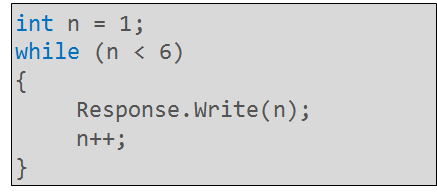 int n = 1;
while (n < 6)
{
Response.Write(n);
n++;
}